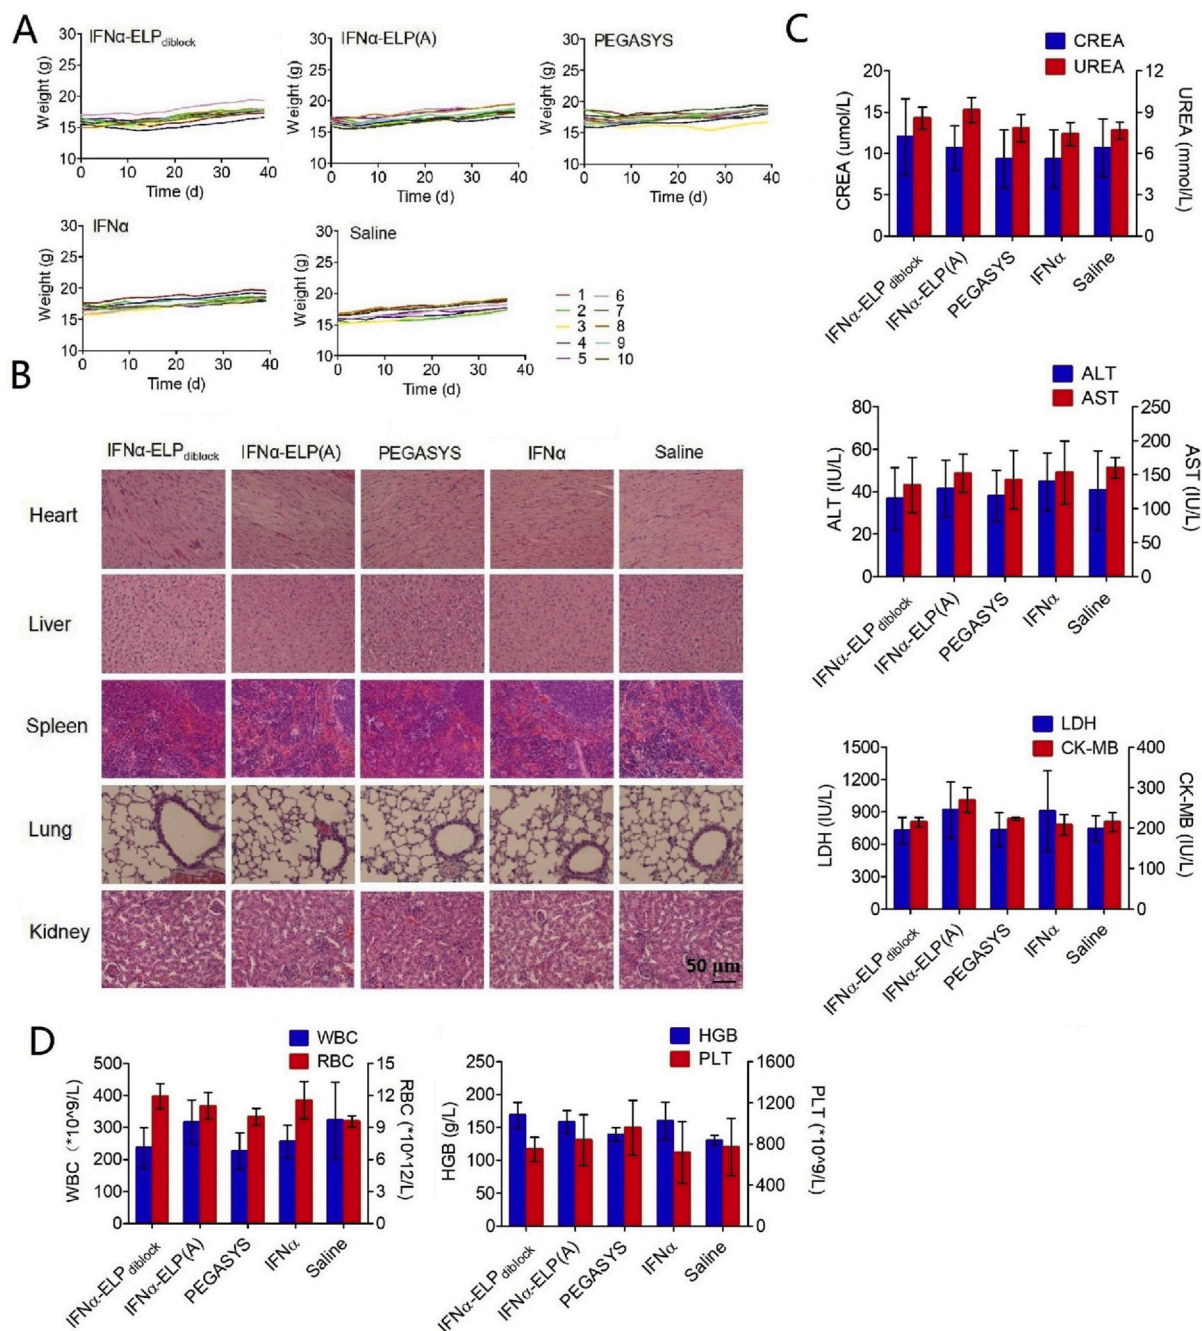 A
IFNα-ELPdiblock
Weight (g)
30
25
20
15
10
0 10 20 30 40
Time (d)
IFNα-ELP(A)
Weight (g)
30
25
20
15
10
0 10 20 30 40
Time (d)
PEGASYS
Weight (g)
30
25
20
15
10
0 10 20 30 40
Time (d)
IFNα
Weight (g)
30
25
20
15
10
0 10 20 30 40
Time (d)
Saline
Weight (g)
30
25
20
15
10
0 10 20 30 40
Time (d)
1 6
2 7
3 8
4 9
5 10
B
IFNα-ELPdiblock IFNα-ELP(A) PEGASYS IFNα Saline
Heart
Liver
Spleen
Lung
Kidney
50 μm
C
CREA
UREA
CREA (umol/L)
20
15
10
5
0
UREA (mmol/L)
12
9
6
3
0
IFNα-ELP diblock
IFNα-ELP(A)
PEGASYS
IFNα
Saline
ALT
AST
ALT (IU/L)
80
60
40
20
0
AST (IU/L)
250
200
150
100
50
0
IFNα-ELP diblock
IFNα-ELP(A)
PEGASYS
IFNα
Saline
LDH
CK-MB
LDH (IU/L)
1500
1200
900
600
300
0
CK-MB (IU/L)
400
300
200
100
0
IFNα-ELP diblock
IFNα-ELP(A)
PEGASYS
IFNα
Saline
D
WBC
RBC
WBC (*10^9/L)
500
400
300
200
100
0
RBC (*10^12/L)
15
12
9
6
3
0
IFNα-ELP diblock
IFNα-ELP(A)
PEGASYS
IFNα
Saline
HGB
PLT
HGB (g/L)
250
200
150
100
50
0
PLT (*10^9/L)
1600
1200
800
400
0
IFNα-ELP diblock
IFNα-ELP(A)
PEGASYS
IFNα
Saline